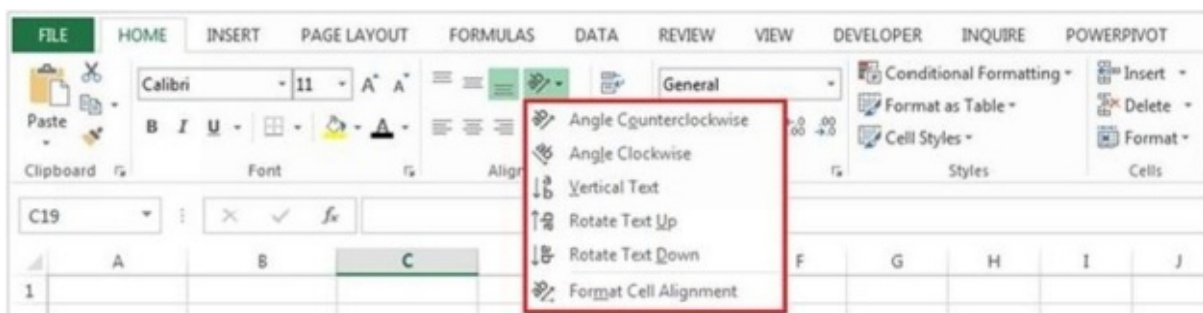 FILE HOME INSERT PAGE LAYOUT FORMULAS DATA REVIEW VIEW DEVELOPER INQUIRE POWERPIVOT
Calibri 11 A A General Conditional Formatting Insert
Paste Format as Table Delete
B I U A Cell Styles Format
Clipboard Font Align Styles Cells
Angle Counterclockwise
Angle Clockwise
Vertical Text
Rotate Text Up
Rotate Text Down
Format Cell Alignment
C19 fx
A B C F G H I J
1